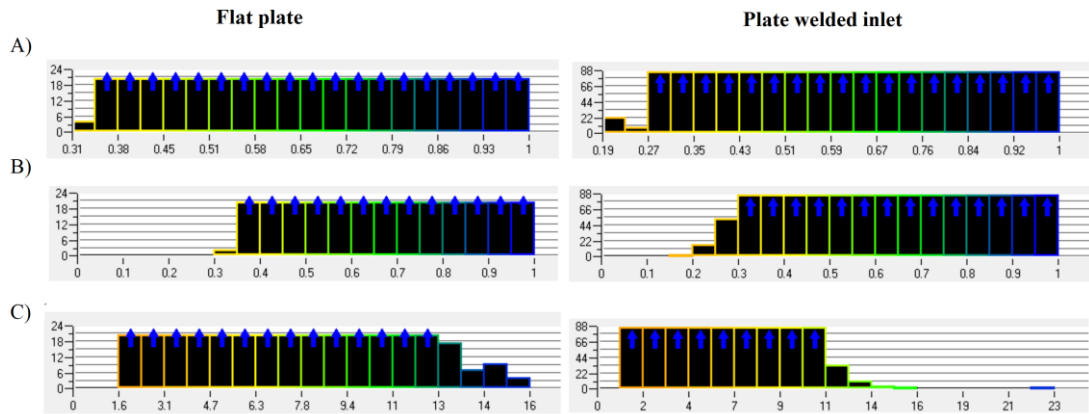 Flat plate Plate welded inlet
A)
24 18 12 6 0
0.31 0.38 0.45 0.51 0.58 0.65 0.72 0.79 0.86 0.93 1
88 66 44 22 0
0.19 0.27 0.35 0.43 0.51 0.59 0.67 0.76 0.84 0.92 1
B)
24 18 12 6 0
0 0.1 0.2 0.3 0.4 0.5 0.6 0.7 0.8 0.9 1
88 66 44 22 0
0 0.1 0.2 0.3 0.4 0.5 0.6 0.7 0.8 0.9 1
C)
24 18 12 6 0
0 1.6 3.1 4.7 6.3 7.8 9.4 11 13 14 16
88 66 44 22 0
0 2 4 7 9 11 14 16 19 21 23